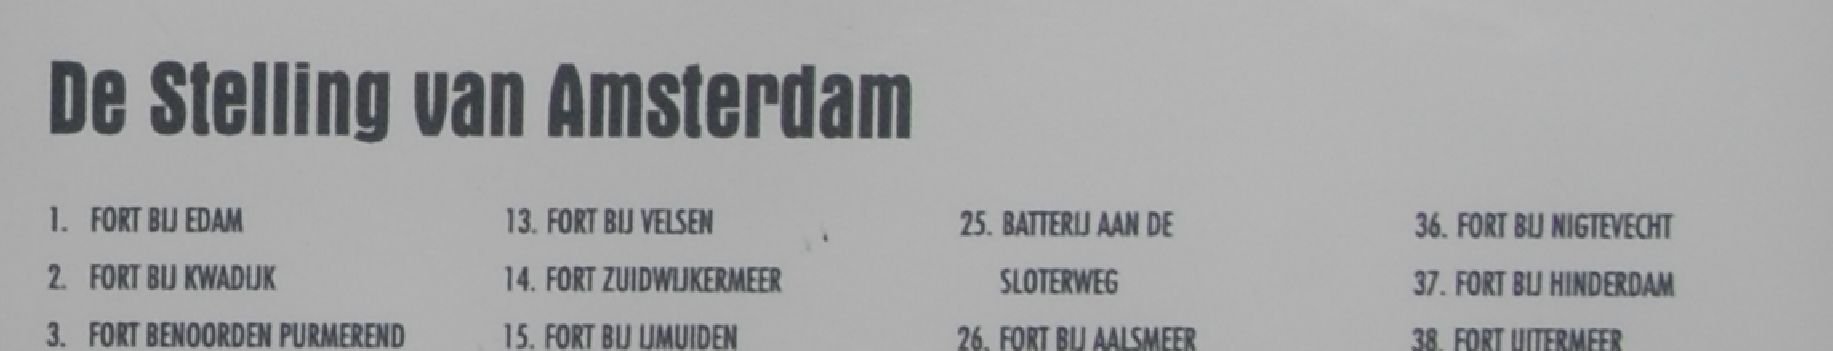 De Stelling van Amsterdam
1. FORT BIJ EDAM
2. FORT BIJ KWADIJK
3. FORT BENOORDEN PURMEREND
13. FORT BIJ VELSEN
14. FORT ZUIDWIJKERMEER
15. FORT BIJ IJMUIDEN
25. BATTERIJ AAN DE
SLOTERWEG
26. FORT BIJ AALSMEER
36. FORT BIJ NIGTEVECHT
37. FORT BIJ HINDERDAM
38. FORT UITERMEER